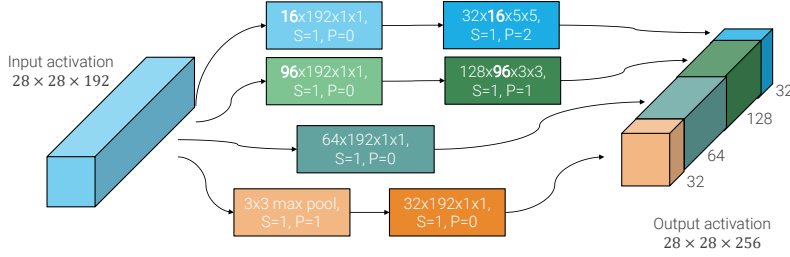 16x192x1x1,
S=1, P=0
32x16x5x5,
S=1, P=2
Input activation
28 × 28 × 192
96x192x1x1,
S=1, P=0
128x96x3x3,
S=1, P=1
32
128
64x192x1x1,
S=1, P=0
64
32
3x3 max pool,
S=1, P=1
32x192x1x1,
S=1, P=0
Output activation
28 × 28 × 256